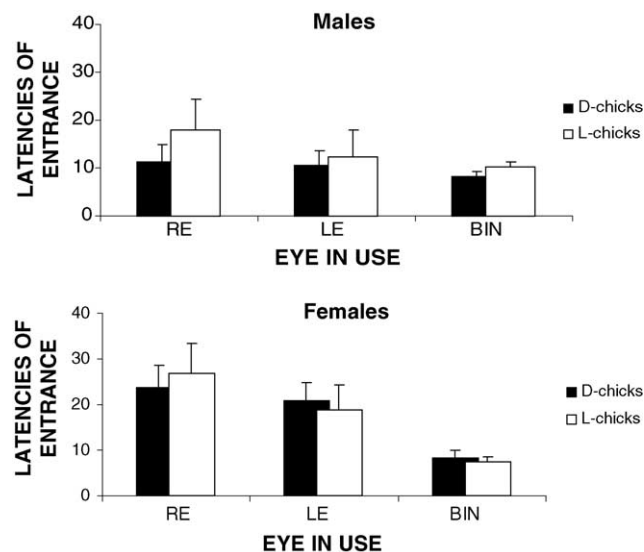 Males
40
30
20
10
0
LATENCIES OF
ENTRANCE
RE LE BIN
EYE IN USE
D-chicks
L-chicks
Females
40
30
20
10
0
LATENCIES OF
ENTRANCE
RE LE BIN
EYE IN USE
D-chicks
L-chicks